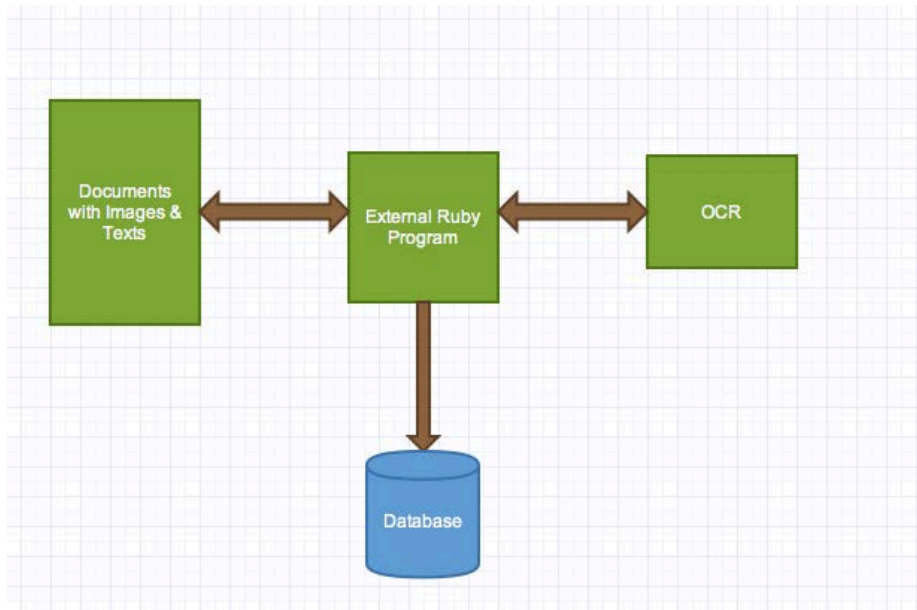 Documents
with Images &
Texts
External Ruby
Program
OCR
Database